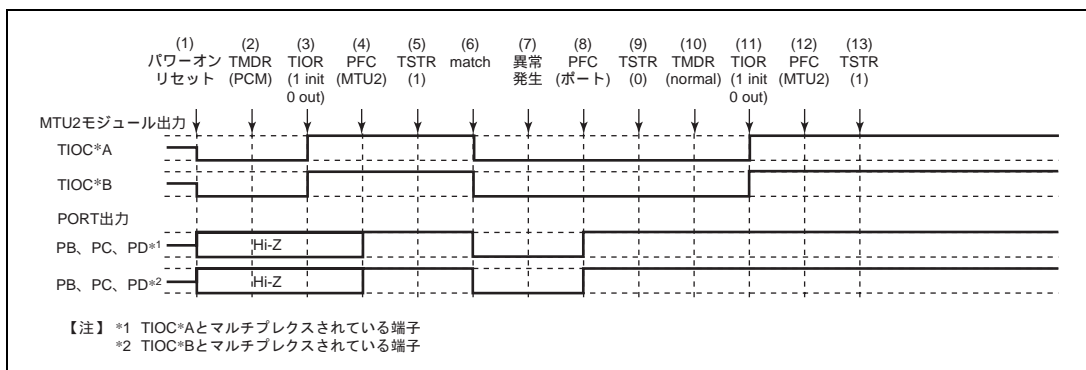 (1) (2) (3) (4) (5) (6) (7) (8) (9) (10) (11) (12) (13)
パワーオン TMDR TIOR PFC TSTR match 異常 PFC TSTR TMDR TIOR PFC TSTR
リセット (PCM) (1 init (MTU2) (1) 発生 (ポート) (0) (normal) (1 init (MTU2) (1)
0 out) 0 out)
MTU2モジュール出力
TIOC*A
TIOC*B
PORT出力
PB、PC、PD*1 Hi-Z
PB、PC、PD*2 Hi-Z
【注】 *1 TIOC*Aとマルチプレクスされている端子
*2 TIOC*Bとマルチプレクスされている端子